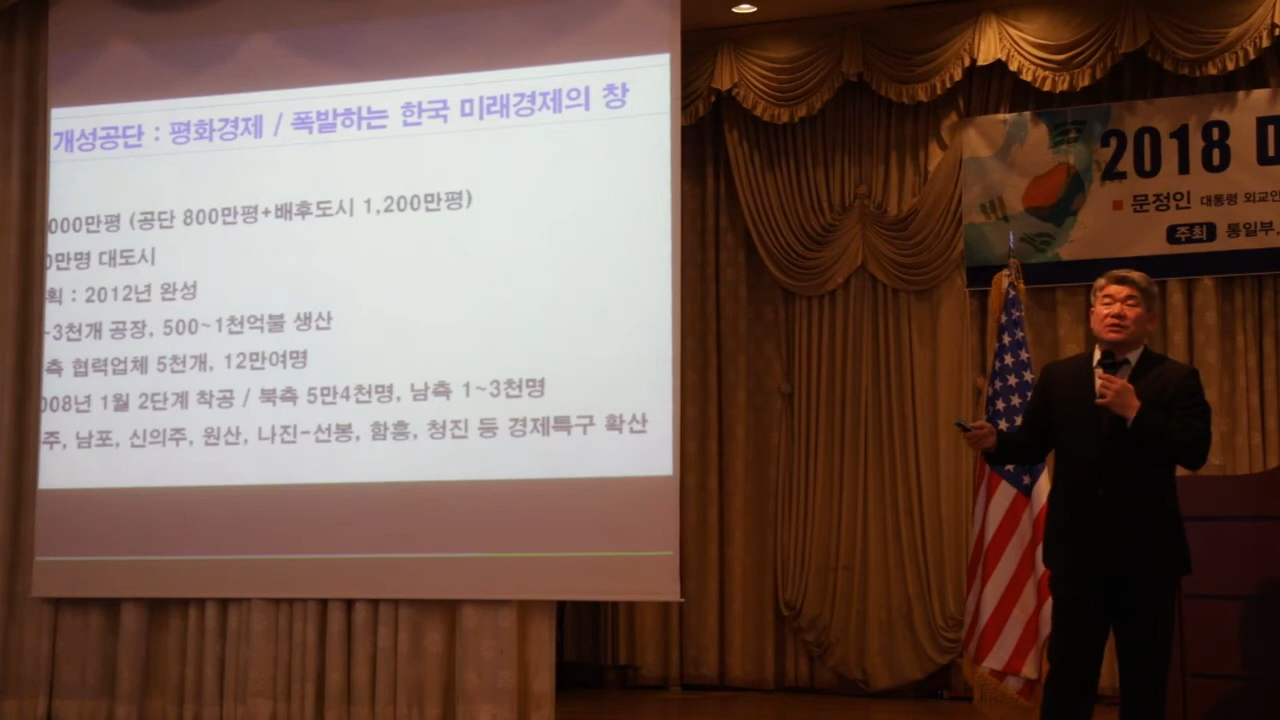 개성공단 : 평화경제 / 폭발하는 한국 미래경제의 창
000만평 (공단 800만평+배후도시 1,200만평)
만명 대도시
획 : 2012년 완성
~3천개 공장, 500~1천억불 생산
측 협력업체 5천개, 12만여명
008년 1월 2단계 착공 / 북측 5만4천명, 남측 1~3천명
주, 남포, 신의주, 원산, 나진-선봉, 함흥, 청진 등 경제특구 확산
2018
문정인 대통령 외교안
주최 통일부